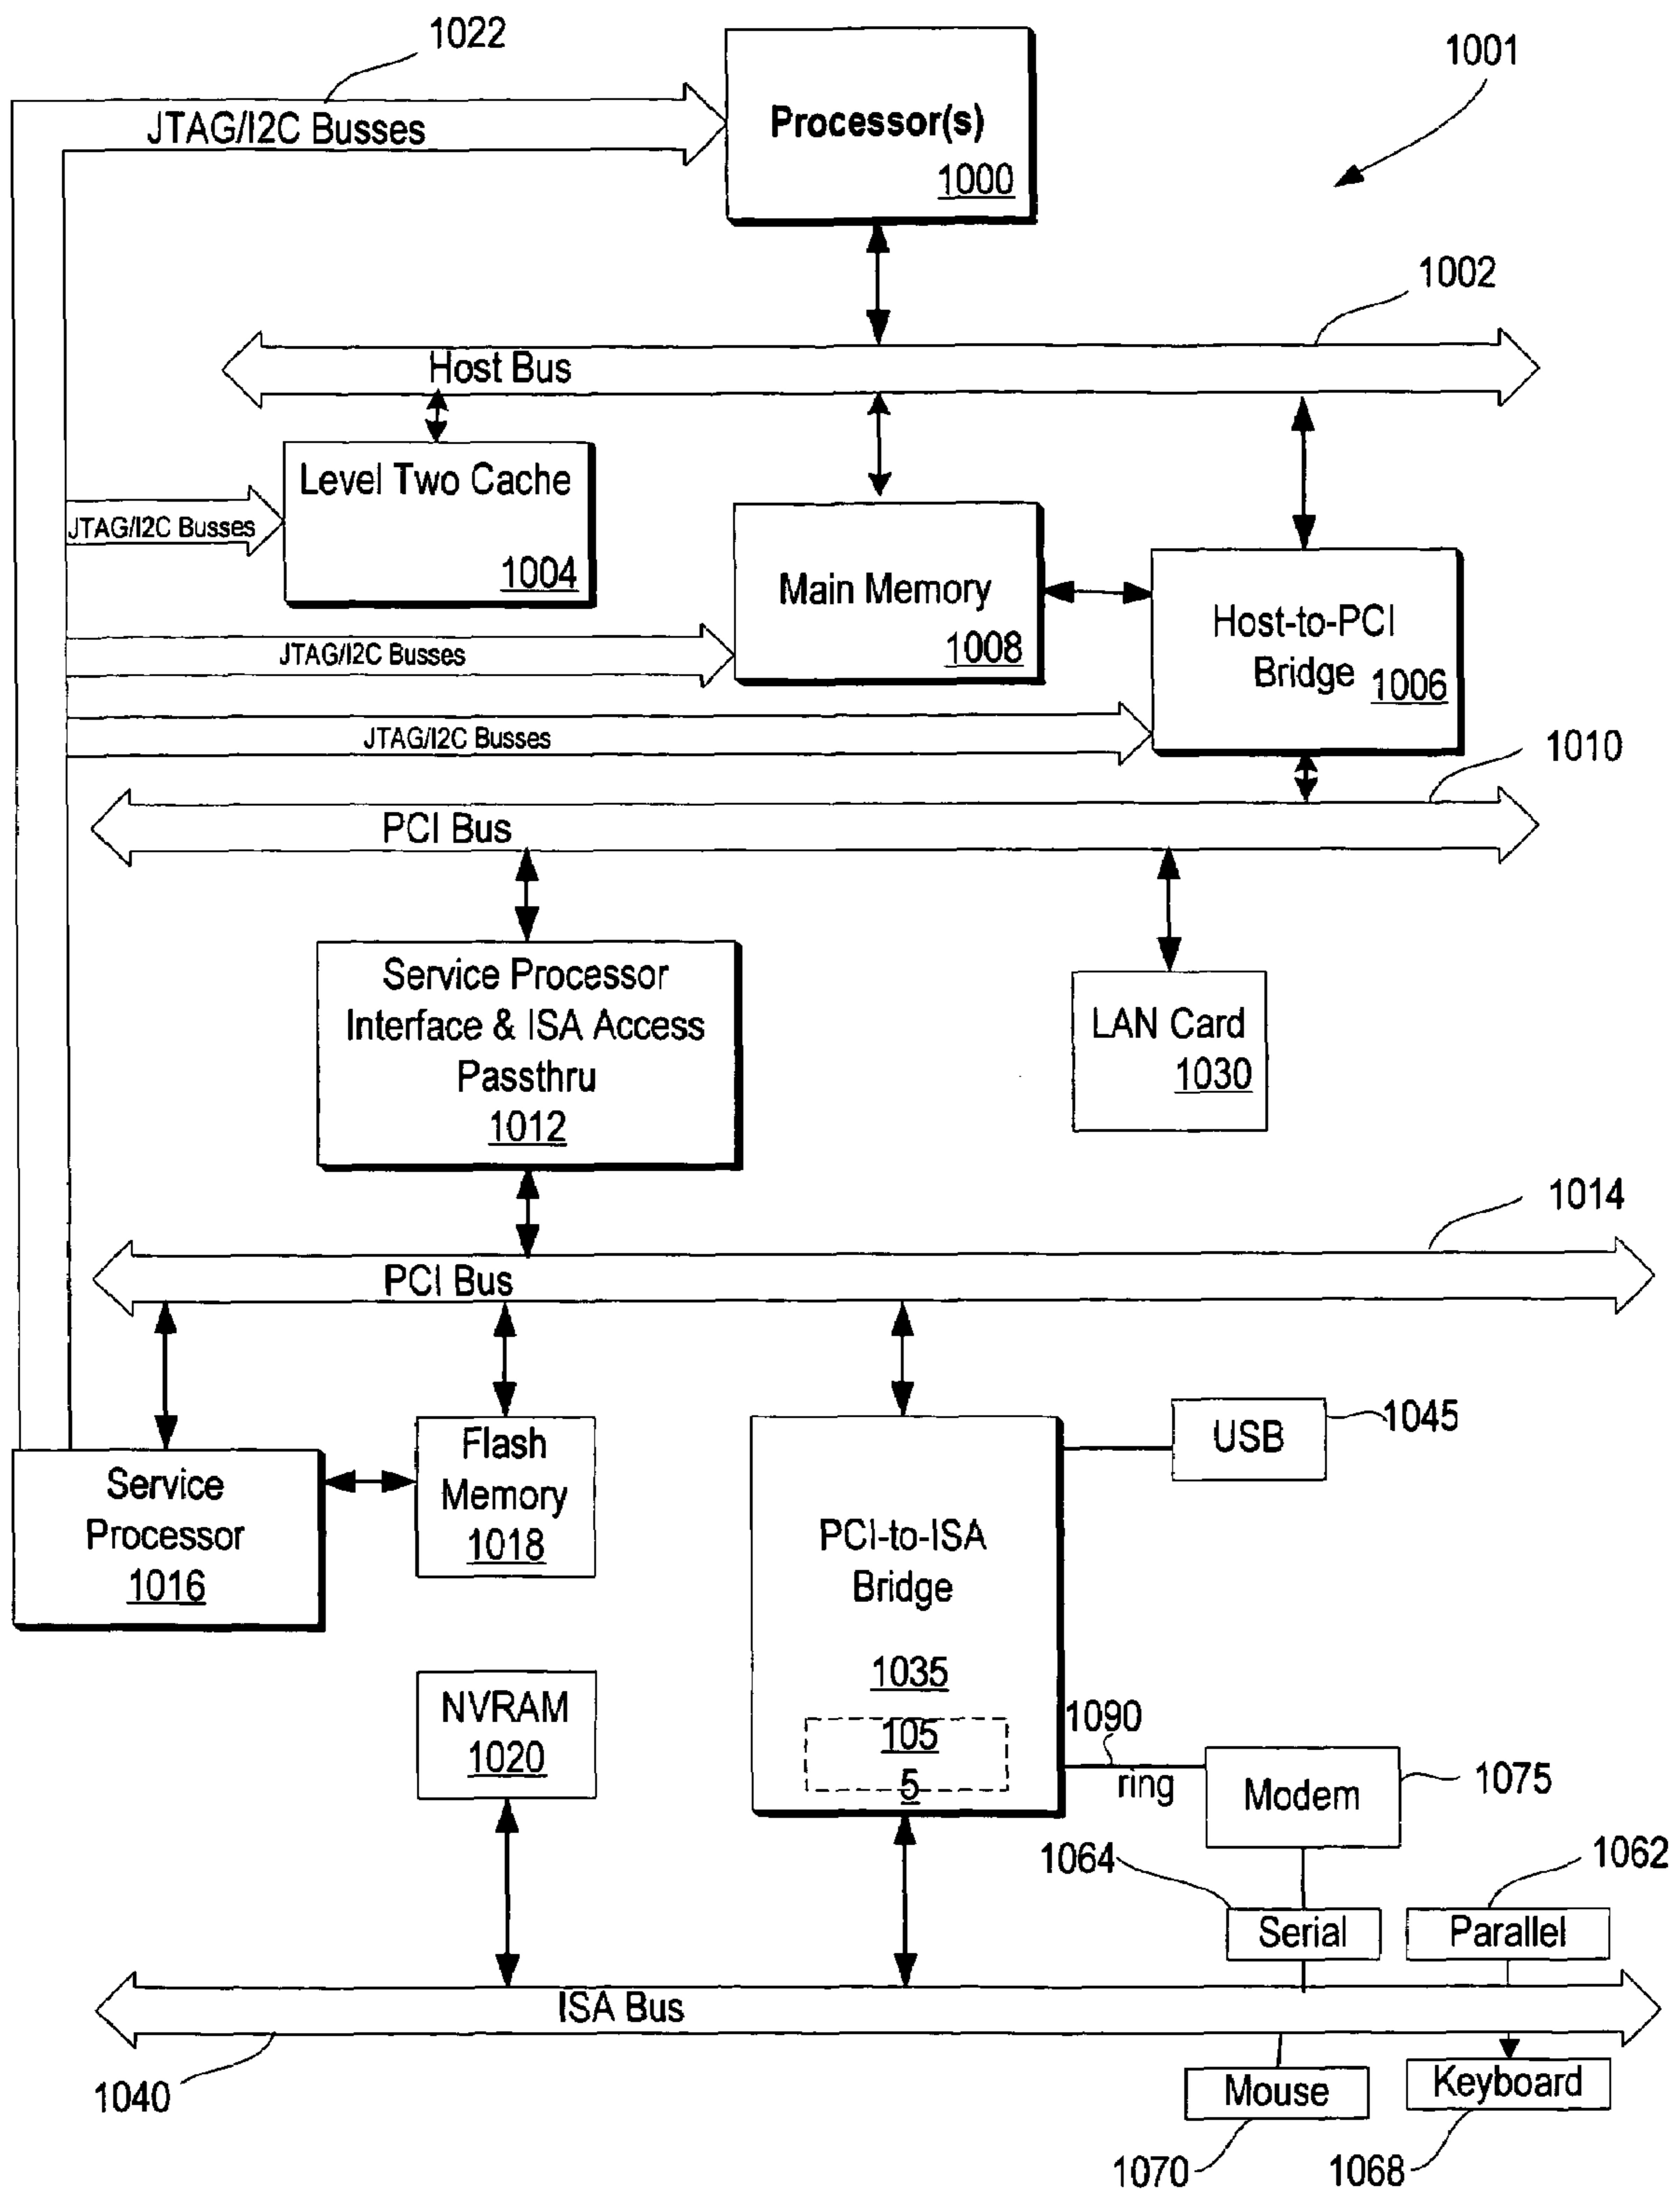 1022
1001
JTAG/I2C Busses
Processor(s)
1000
1002
Host Bus
Level Two Cache
1004
JTAG/I2C Busses
Main Memory
1008
Host-to-PCI
Bridge 1006
JTAG/I2C Busses
JTAG/I2C Busses
1010
PCI Bus
Service Processor
Interface & ISA Access
Passthru
1012
LAN Card
1030
1014
PCI Bus
Service
Processor
1016
Flash
Memory
1018
USB
1045
PCI-to-ISA
Bridge
1035
105
5
NVRAM
1020
1090
ring
Modem
1075
1064
1062
Serial
Parallel
ISA Bus
1040
Mouse
Keyboard
1070
1068